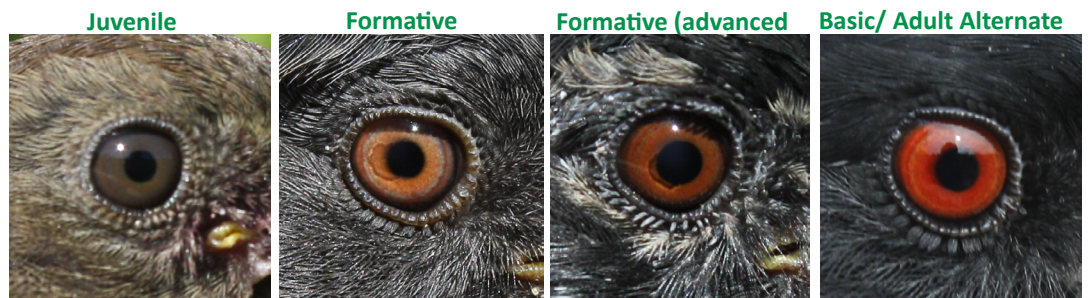 Juvenile
Formative
Formative (advanced
Basic/ Adult Alternate